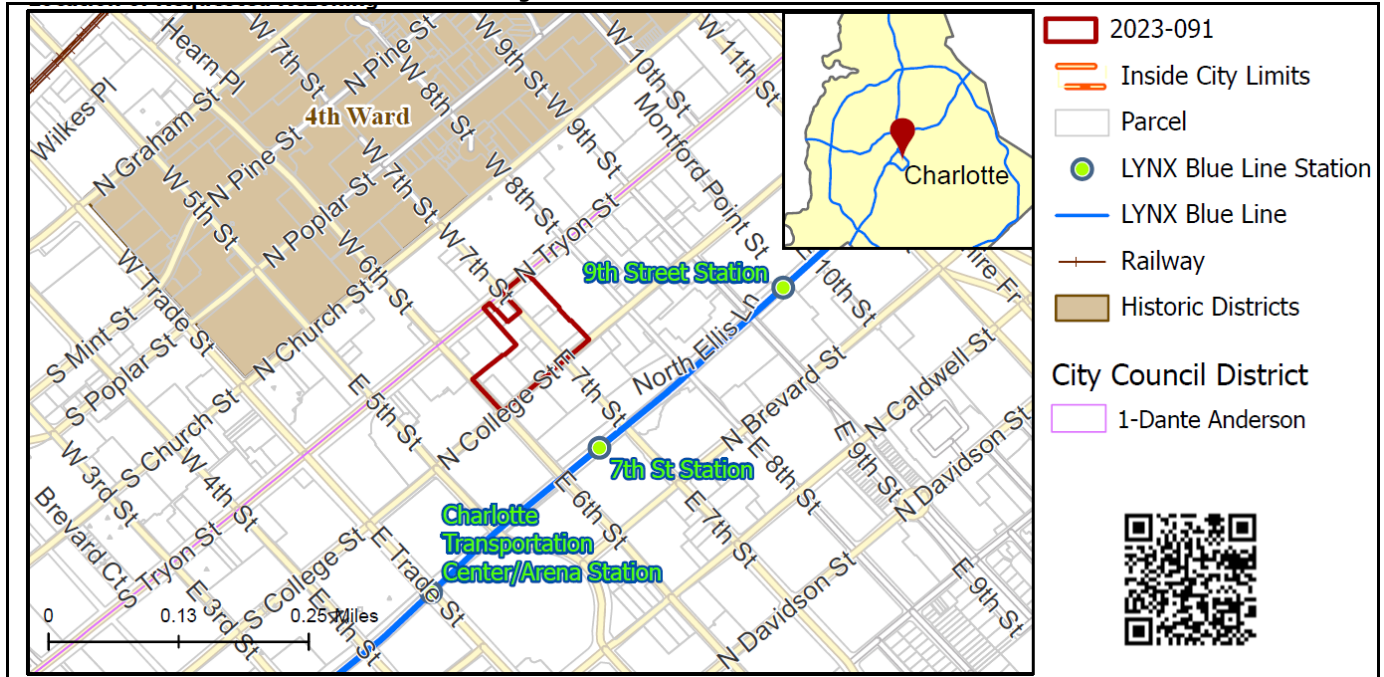 Location of Requested Rezoning
Hearn Pl
W 7th St
N Pine St
W 8th St
W 9th St
W 10th St
W 11th St
Wilkes Pl
4th Ward
N Graham St
N Pine St
W 9th St
Montford Point St
W 5th St
W 7th St
W 8th St
N Poplar St
N Tryon St
W 6th St
W 7th St
W Trade St
9th Street Station
E 10th St
S Mint St
N Church St
North Ellis Ln
S Poplar St
E 7th St
N Brevard St
N Caldwell St
E 5th St
N College St
S Church St
W 3rd St
W 4th St
7th St Station
E 8th St
E 9th St
N Davidson St
E 6th St
E 7th St
Brevard Ct
S Tryon St
Charlotte
Transportation
Center/Arena Station
E Trade St
S College St
E 3rd St
E 4th St
N Davidson St
E 9th St
0 0.13 0.25 Miles
Charlotte
2023-091
Inside City Limits
Parcel
LYNX Blue Line Station
LYNX Blue Line
Railway
Historic Districts
City Council District
1-Dante Anderson